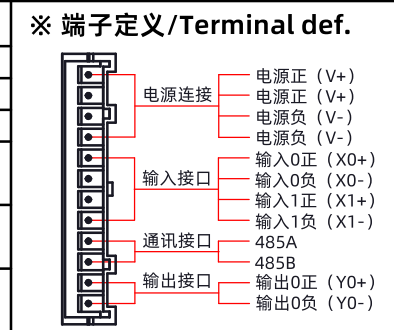 ※ 端子定义/Terminal def.
电源连接
电源正（V+）
电源正（V+）
电源负（V-）
电源负（V-）
输入接口
输入0正（X0+）
输入0负（X0-）
输入1正（X1+）
输入1负（X1-）
通讯接口
485A
485B
输出接口
输出0正（Y0+）
输出0负（Y0-）